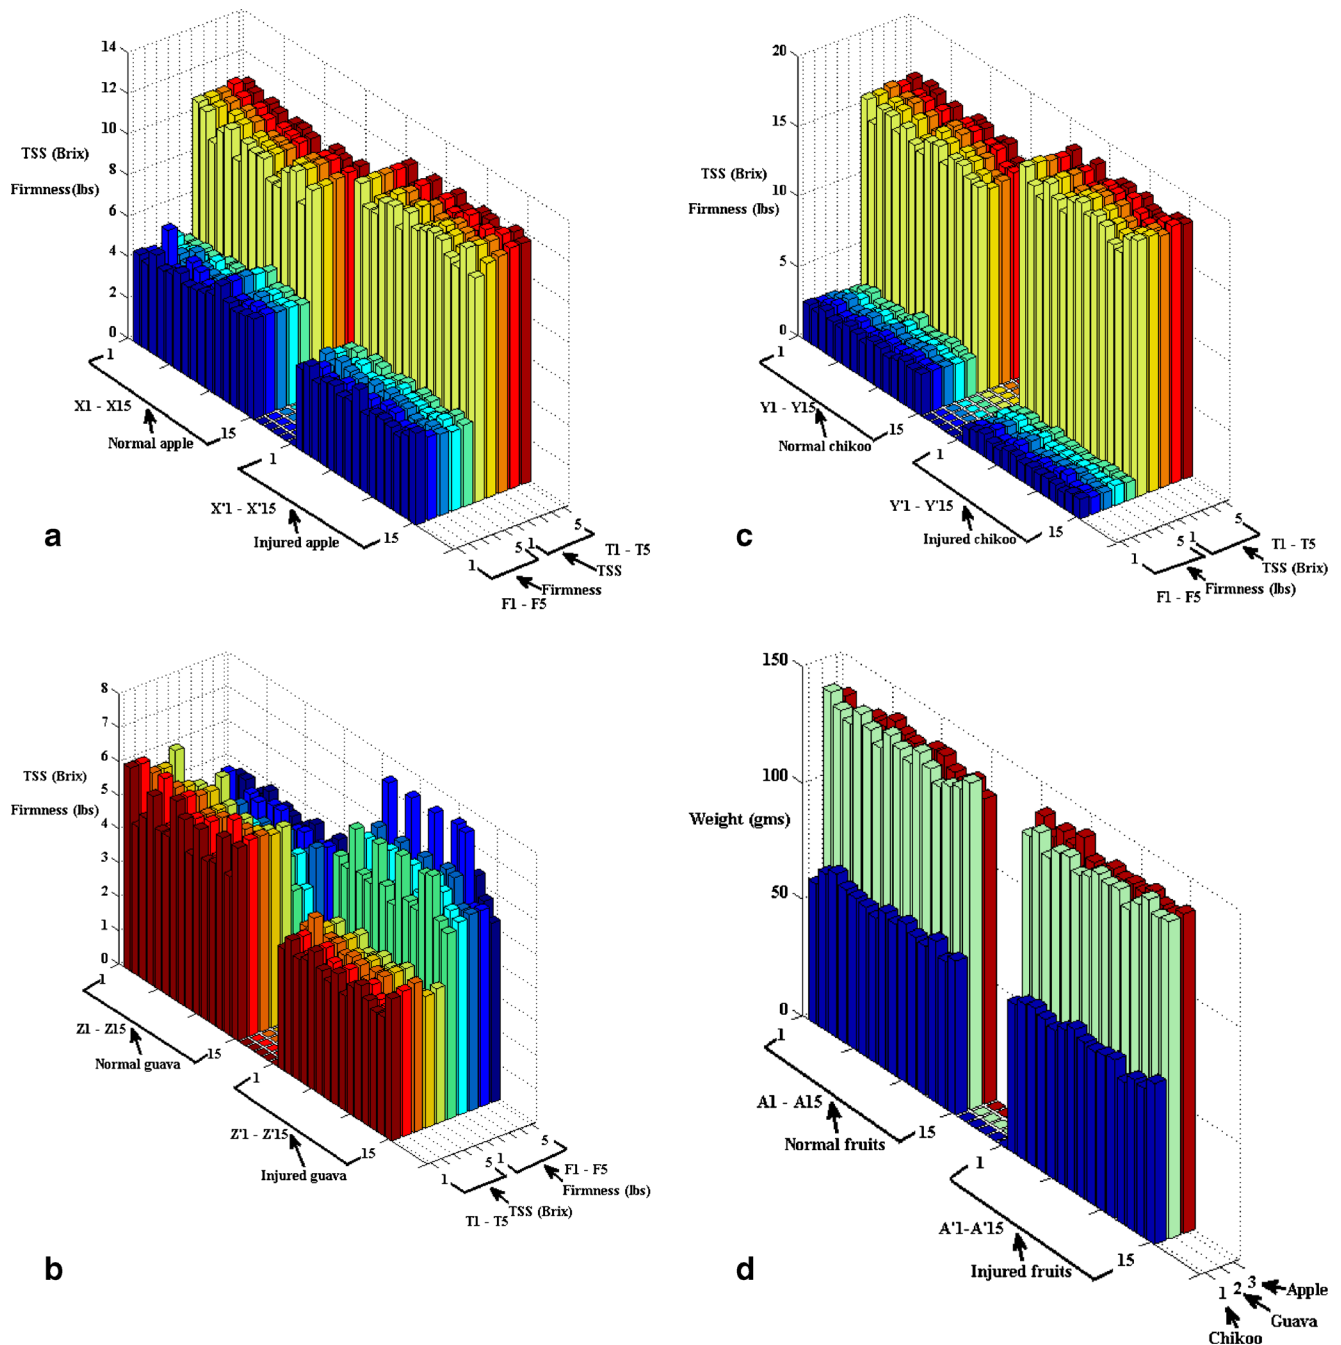 14
12
10
8
6
4
2
0
TSS (Brix)
Firmness(lbs)
1
X1 - X15
Normal apple
15
1
X'1 - X'15
Injured apple
15
1
5
1
5
T1 - T5
TSS
Firmness
F1 - F5
a
20
15
10
5
0
TSS (Brix)
Firmness (lbs)
1
Y1 - Y15
Normal chikoo
15
1
Y'1 - Y'15
Injured chikoo
15
1
5
1
5
T1 - T5
TSS (Brix)
Firmness (lbs)
F1 - F5
c
8
7
6
5
4
3
2
1
0
TSS (Brix)
Firmness (lbs)
1
Z1 - Z15
Normal guava
15
1
Z'1 - Z'15
Injured guava
15
1
5
1
5
F1 - F5
Firmness (lbs)
TSS (Brix)
T1 - T5
b
150
100
50
0
Weight (gms)
1
A1 - A15
Normal fruits
15
1
A'1-A'15
Injured fruits
15
1
2
3
Apple
Guava
Chikoo
d